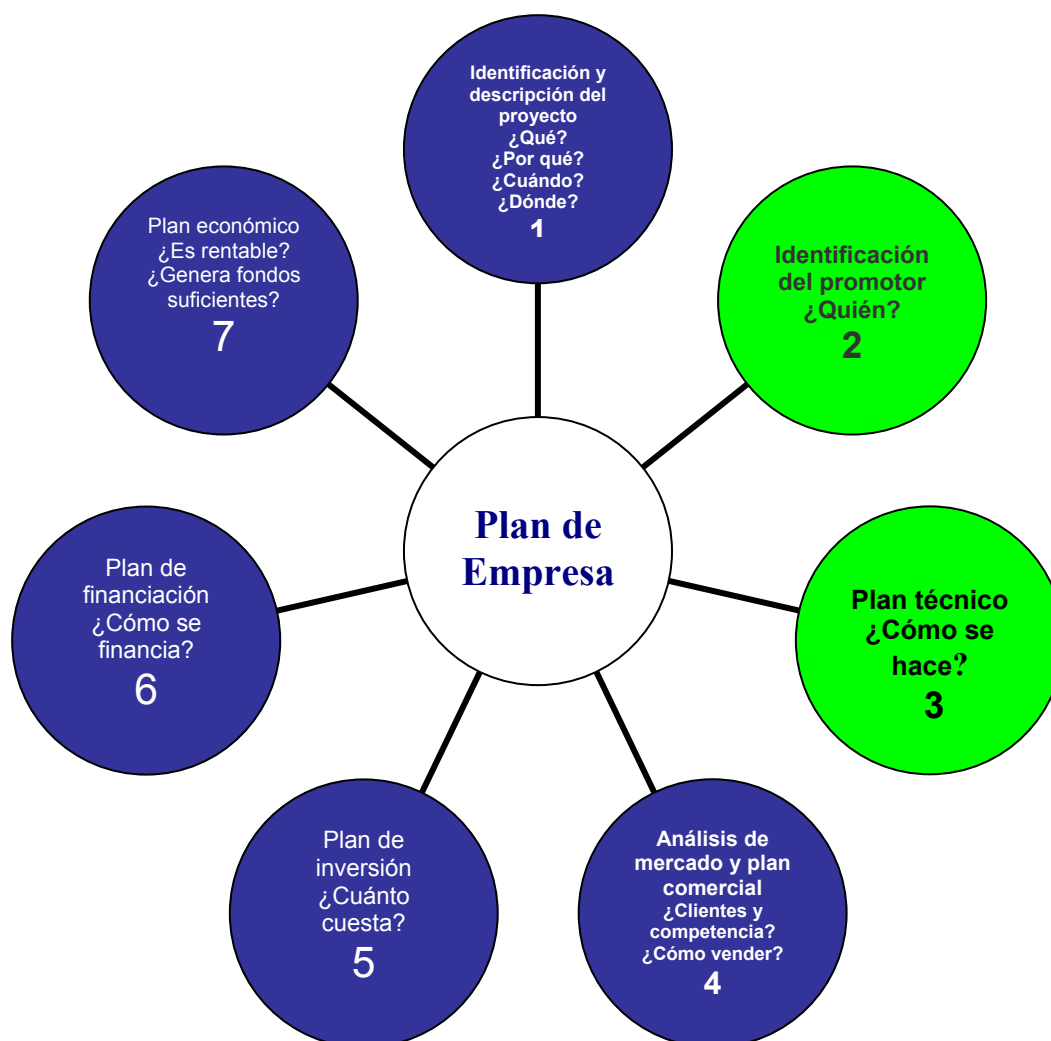 Identificación y
descripción del
proyecto
¿Qué?
¿Por qué?
¿Cuándo?
¿Dónde?
1
Identificación
del promotor
¿Quién?
2
Plan técnico
¿Cómo se
hace?
3
Análisis de
mercado y plan
comercial
¿Clientes y
competencia?
¿Cómo vender?
4
Plan de
inversión
¿Cuánto
cuesta?
5
Plan de
financiación
¿Cómo se
financia?
6
Plan económico
¿Es rentable?
¿Genera fondos
suficientes?
7
Plan de
Empresa